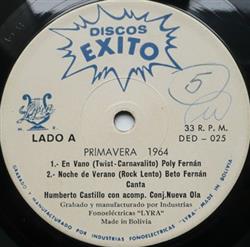 DISCOS
EXITO
5
Lyra
LADO A
33 R. P. M.
DED - 025
PRIMAVERA 1964
1.- En Vano (Twist-Carnavalito) Poly Fernán
2.- Noche de Verano (Rock Lento) Beto Fernán
Canta
Humberto Castillo con acomp. Conj. Nueva Ola
Grabado y manufacturado por Industrias
Fonoeléctricas "LYRA"
Made in Bolivia
GRABADO Y MANUFACTURADO POR INDUSTRIAS FONOELECTRICAS "LYRA" - MADE IN BOLIVIA